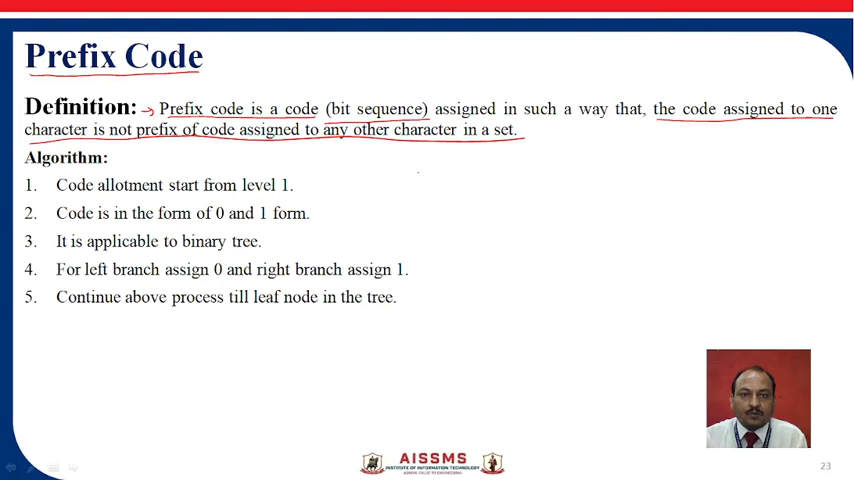 Prefix Code
Definition: Prefix code is a code (bit sequence) assigned in such a way that, the code assigned to one
character is not prefix of code assigned to any other character in a set.
Algorithm:
1. Code allotment start from level 1.
2. Code is in the form of 0 and 1 form.
3. It is applicable to binary tree.
4. For left branch assign 0 and right branch assign 1.
5. Continue above process till leaf node in the tree.
AISSMS
INSTITUTE OF INFORMATION TECHNOLOGY
ADDING VALUE TO ENGINEERING
23